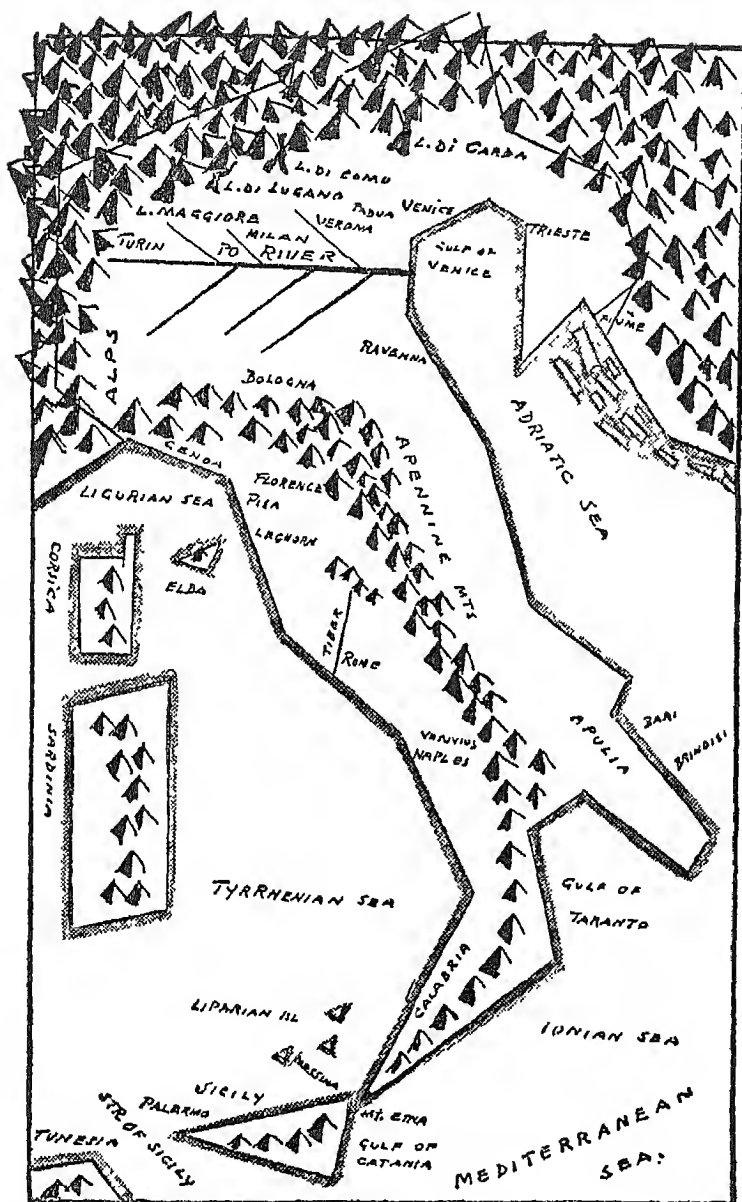 L. DI GARDA
L. DI COMO
L. DI LUGANO
L. MAGGIORE
PADUA
VENICE
VERONA
MILAN
TURIN
PO RIVER
GULF OF
VENICE
TRIESTE
FIUME
ALPS
RAVENNA
BOLOGNA
ADRIATIC SEA
APENNINE MTS
GENOA
FLORENCE
PISA
LIGURIAN SEA
LEGHORN
CORSICA
ELBA
TIBER
ROME
SARDINIA
VESUVIUS
NAPLES
APULIA
BARI
BRINDISI
TYRRHENIAN SEA
GULF OF
TARANTO
CALABRIA
LIPARIAN ISL
IONIAN SEA
MESSINA
SICILY
PALERMO
MT. ETNA
STR OF SICILY
GULF OF
CATANIA
TUNESIA
MEDITERRANEAN
SEA: